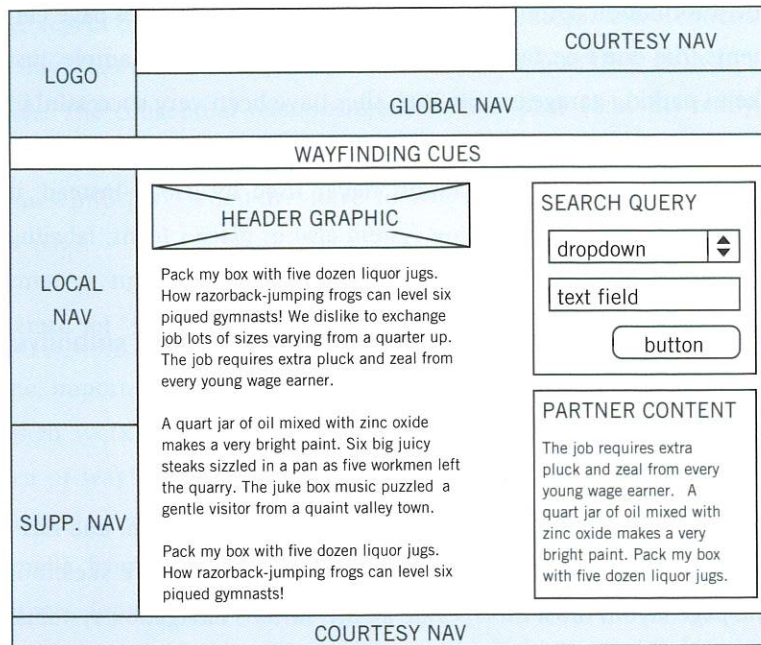 COURTESY NAV
LOGO
GLOBAL NAV
WAYFINDING CUES
LOCAL
NAV
SUPP. NAV
HEADER GRAPHIC
Pack my box with five dozen liquor jugs.
How razorback-jumping frogs can level six
piqued gymnasts! We dislike to exchange
job lots of sizes varying from a quarter up.
The job requires extra pluck and zeal from
every young wage earner.
A quart jar of oil mixed with zinc oxide
makes a very bright paint. Six big juicy
steaks sizzled in a pan as five workmen left
the quarry. The juke box music puzzled a
gentle visitor from a quaint valley town.
Pack my box with five dozen liquor jugs.
How razorback-jumping frogs can level six
piqued gymnasts!
SEARCH QUERY
dropdown
text field
button
PARTNER CONTENT
The job requires extra
pluck and zeal from every
young wage earner. A
quart jar of oil mixed with
zinc oxide makes a very
bright paint. Pack my box
with five dozen liquor jugs.
COURTESY NAV